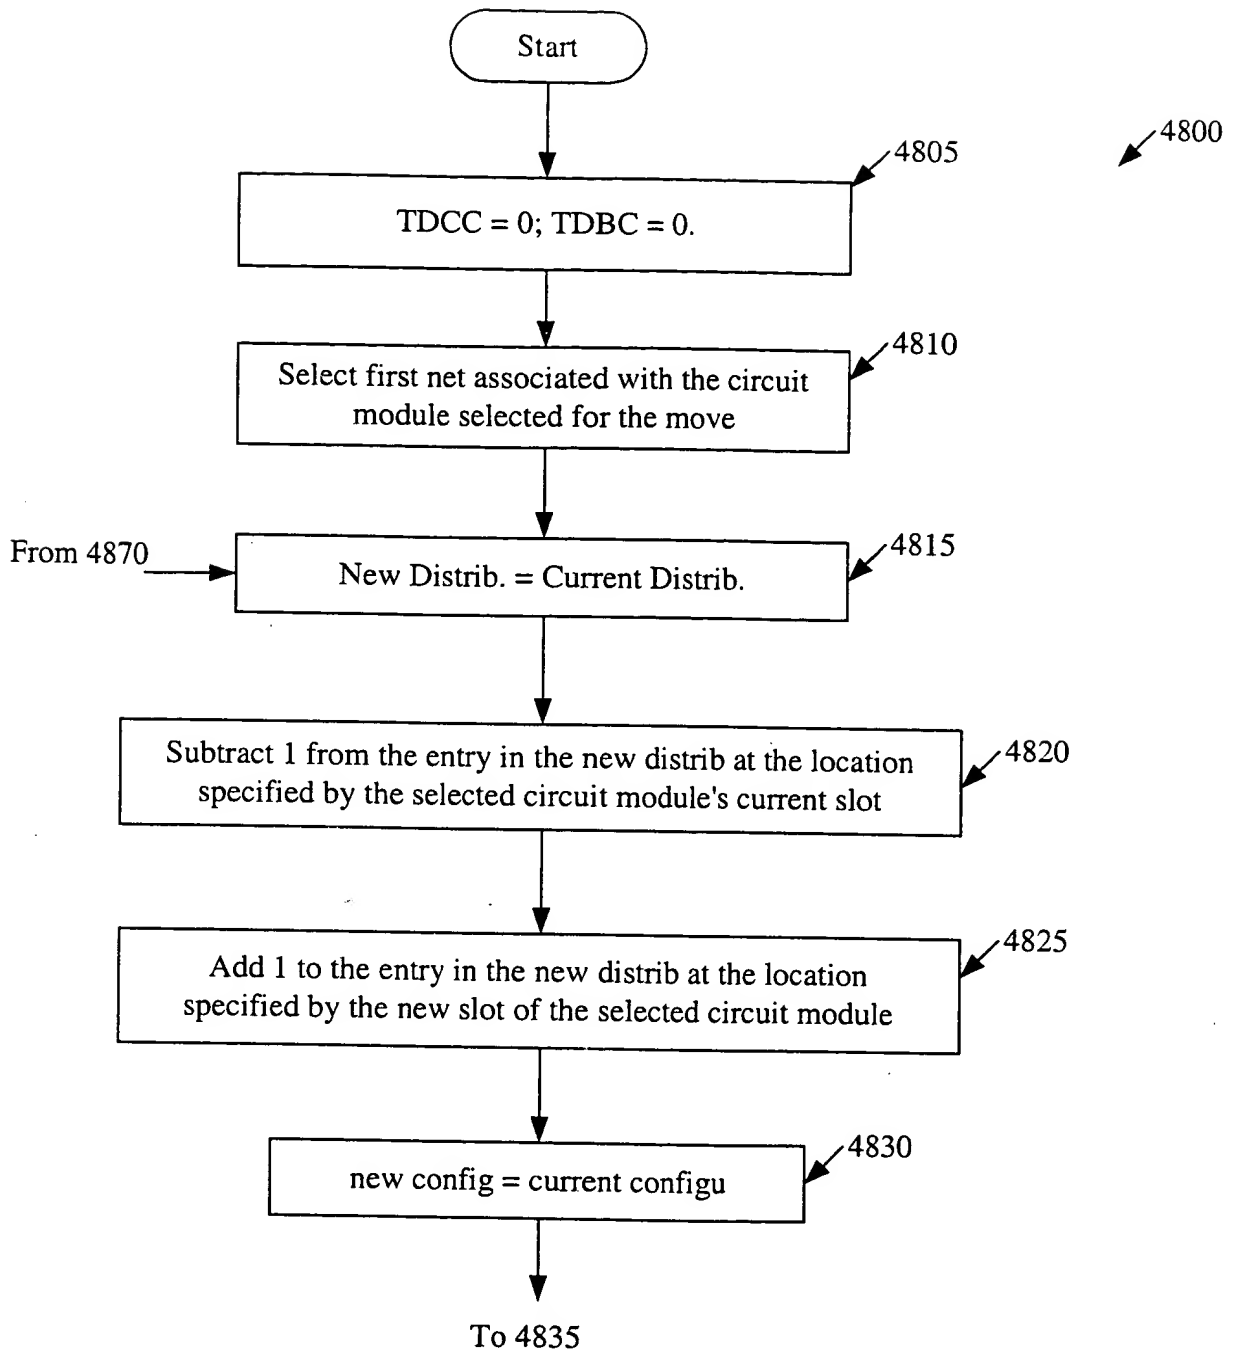 Start
4800
4805
TDCC = 0; TDBC = 0.
4810
Select first net associated with the circuit
module selected for the move
From 4870
4815
New Distrib. = Current Distrib.
4820
Subtract 1 from the entry in the new distrib at the location
specified by the selected circuit module's current slot
4825
Add 1 to the entry in the new distrib at the location
specified by the new slot of the selected circuit module
4830
new config = current configu
To 4835